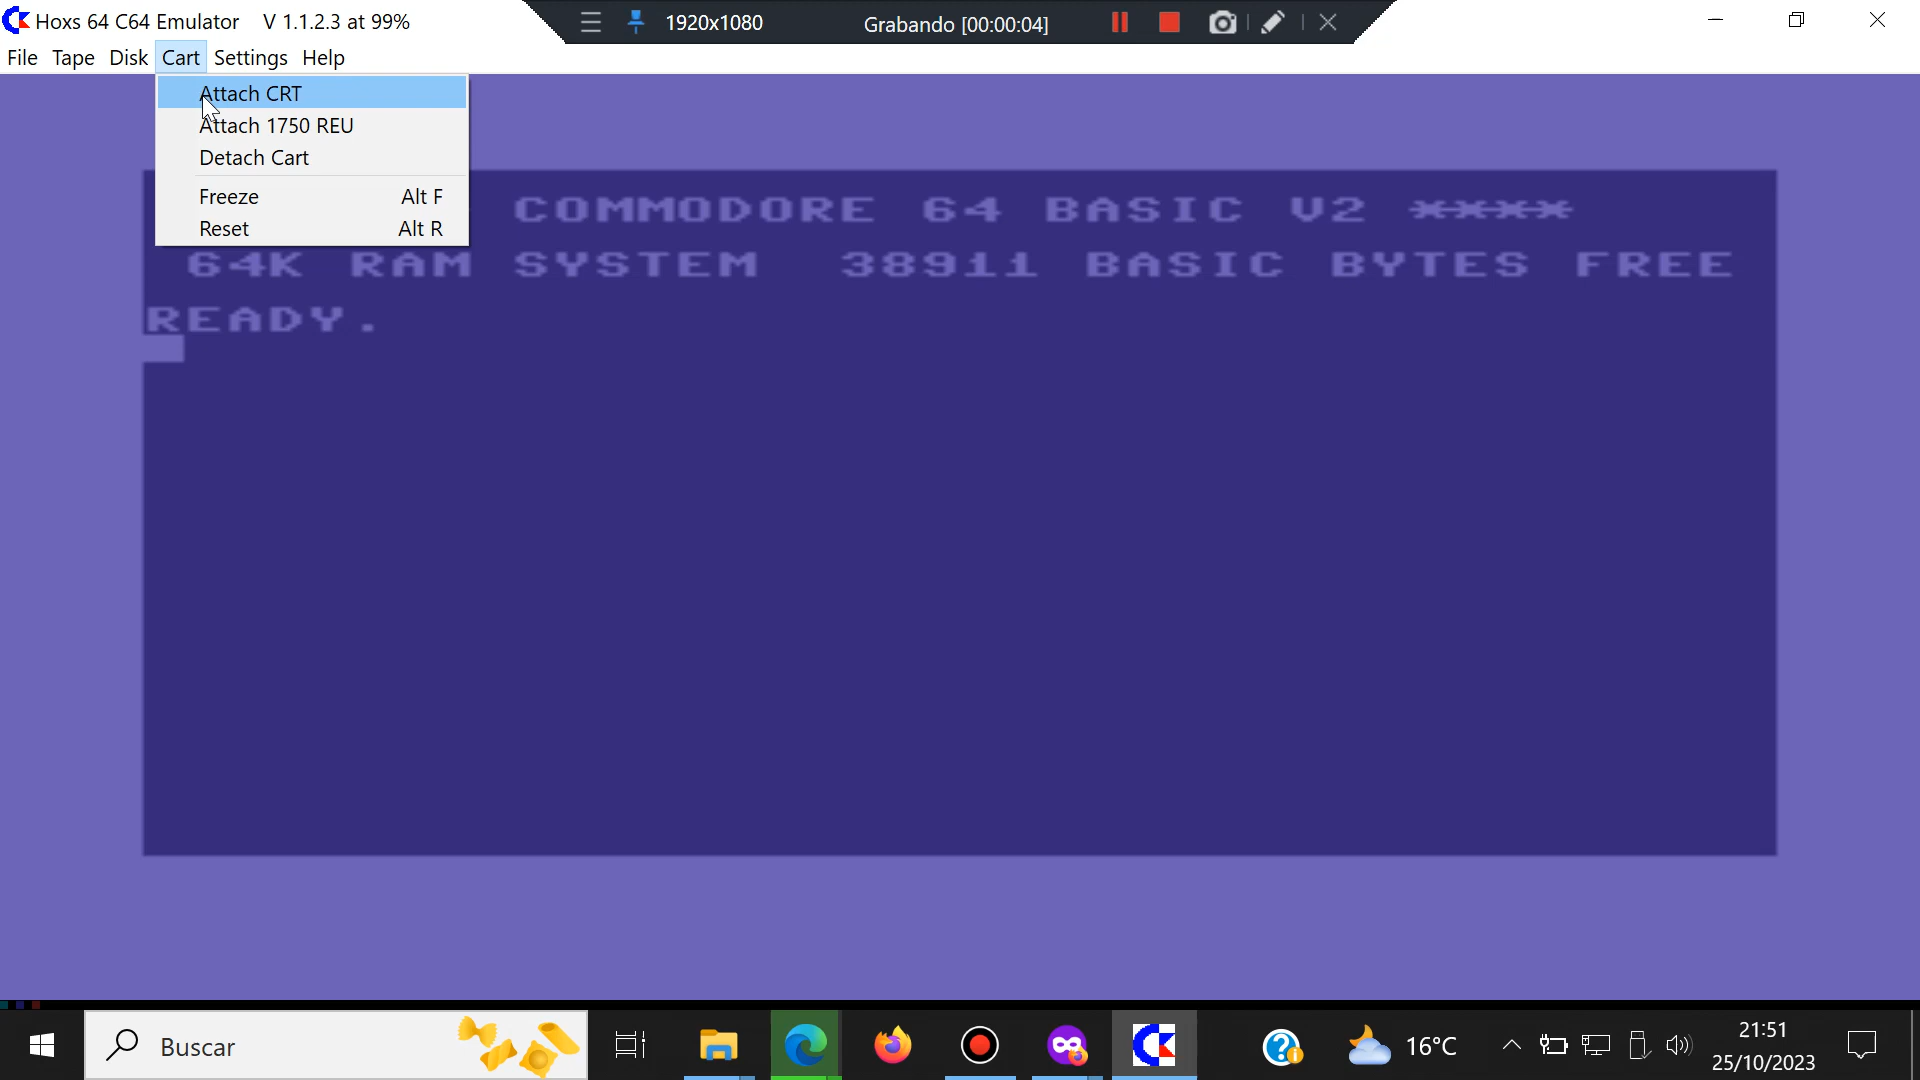 Hoxs 64 C64 Emulator V 1.1.2.3 at 99%
1920x1080 Grabando [00:00:04]
File Tape Disk Cart Settings Help
Attach CRT
Attach 1750 REU
Detach Cart
Freeze Alt F
Reset Alt R
COMMODORE 64 BASIC V2 ****
64K RAM SYSTEM 38911 BASIC BYTES FREE
READY.
Buscar
16°C
21:51
25/10/2023